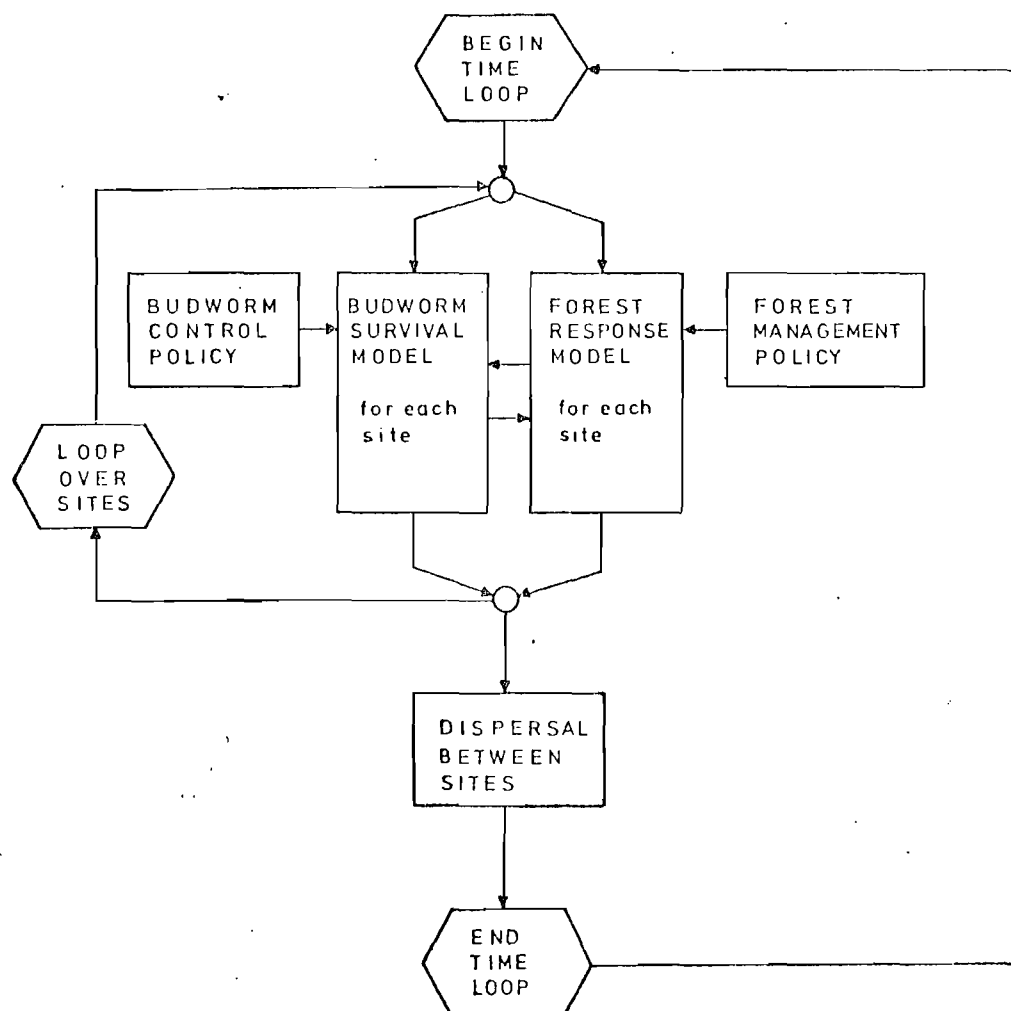 BEGIN
TIME
LOOP
BUDWORM
CONTROL
POLICY
BUDWORM
SURVIVAL
MODEL
for each
site
FOREST
RESPONSE
MODEL
for each
site
FOREST
MANAGEMENT
POLICY
LOOP
OVER
SITES
DISPERSAL
BETWEEN
SITES
END
TIME
LOOP